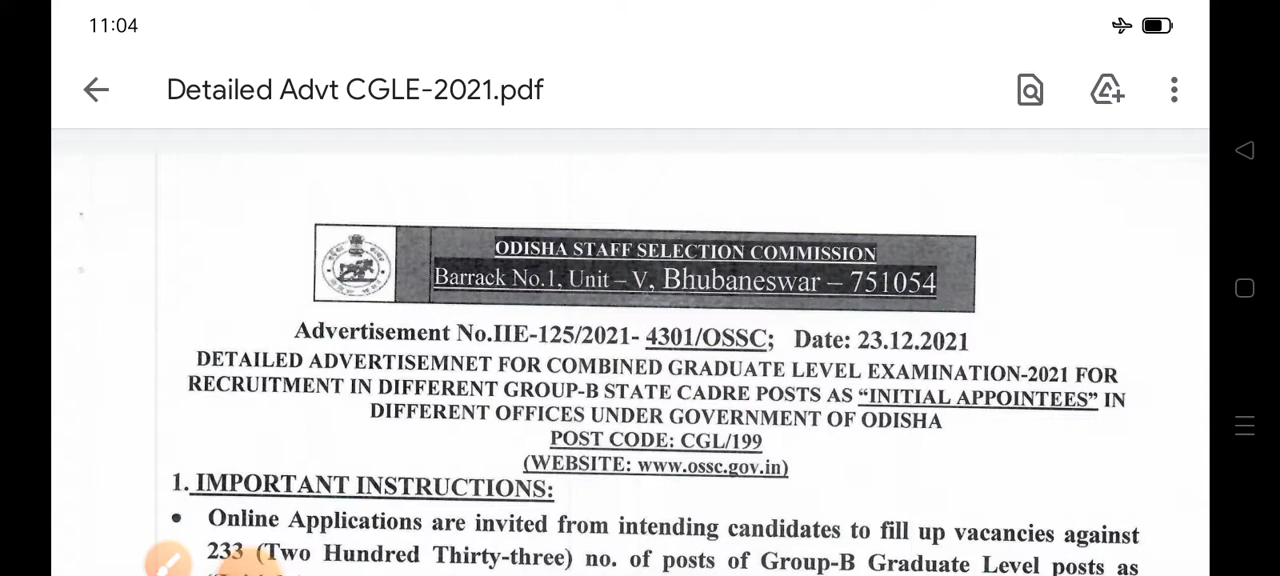 11:04
Detailed Advt CGLE-2021.pdf
ODISHA STAFF SELECTION COMMISSION
Barrack No.1, Unit – V, Bhubaneswar – 751054
Advertisement No.IIE-125/2021- 4301/OSSC; Date: 23.12.2021
DETAILED ADVERTISEMNET FOR COMBINED GRADUATE LEVEL EXAMINATION-2021 FOR
RECRUITMENT IN DIFFERENT GROUP-B STATE CADRE POSTS AS “INITIAL APPOINTEES” IN
DIFFERENT OFFICES UNDER GOVERNMENT OF ODISHA
POST CODE: CGL/199
(WEBSITE: www.ossc.gov.in)
1. IMPORTANT INSTRUCTIONS:
• Online Applications are invited from intending candidates to fill up vacancies against
233 (Two Hundred Thirty-three) no. of posts of Group-B Graduate Level posts as